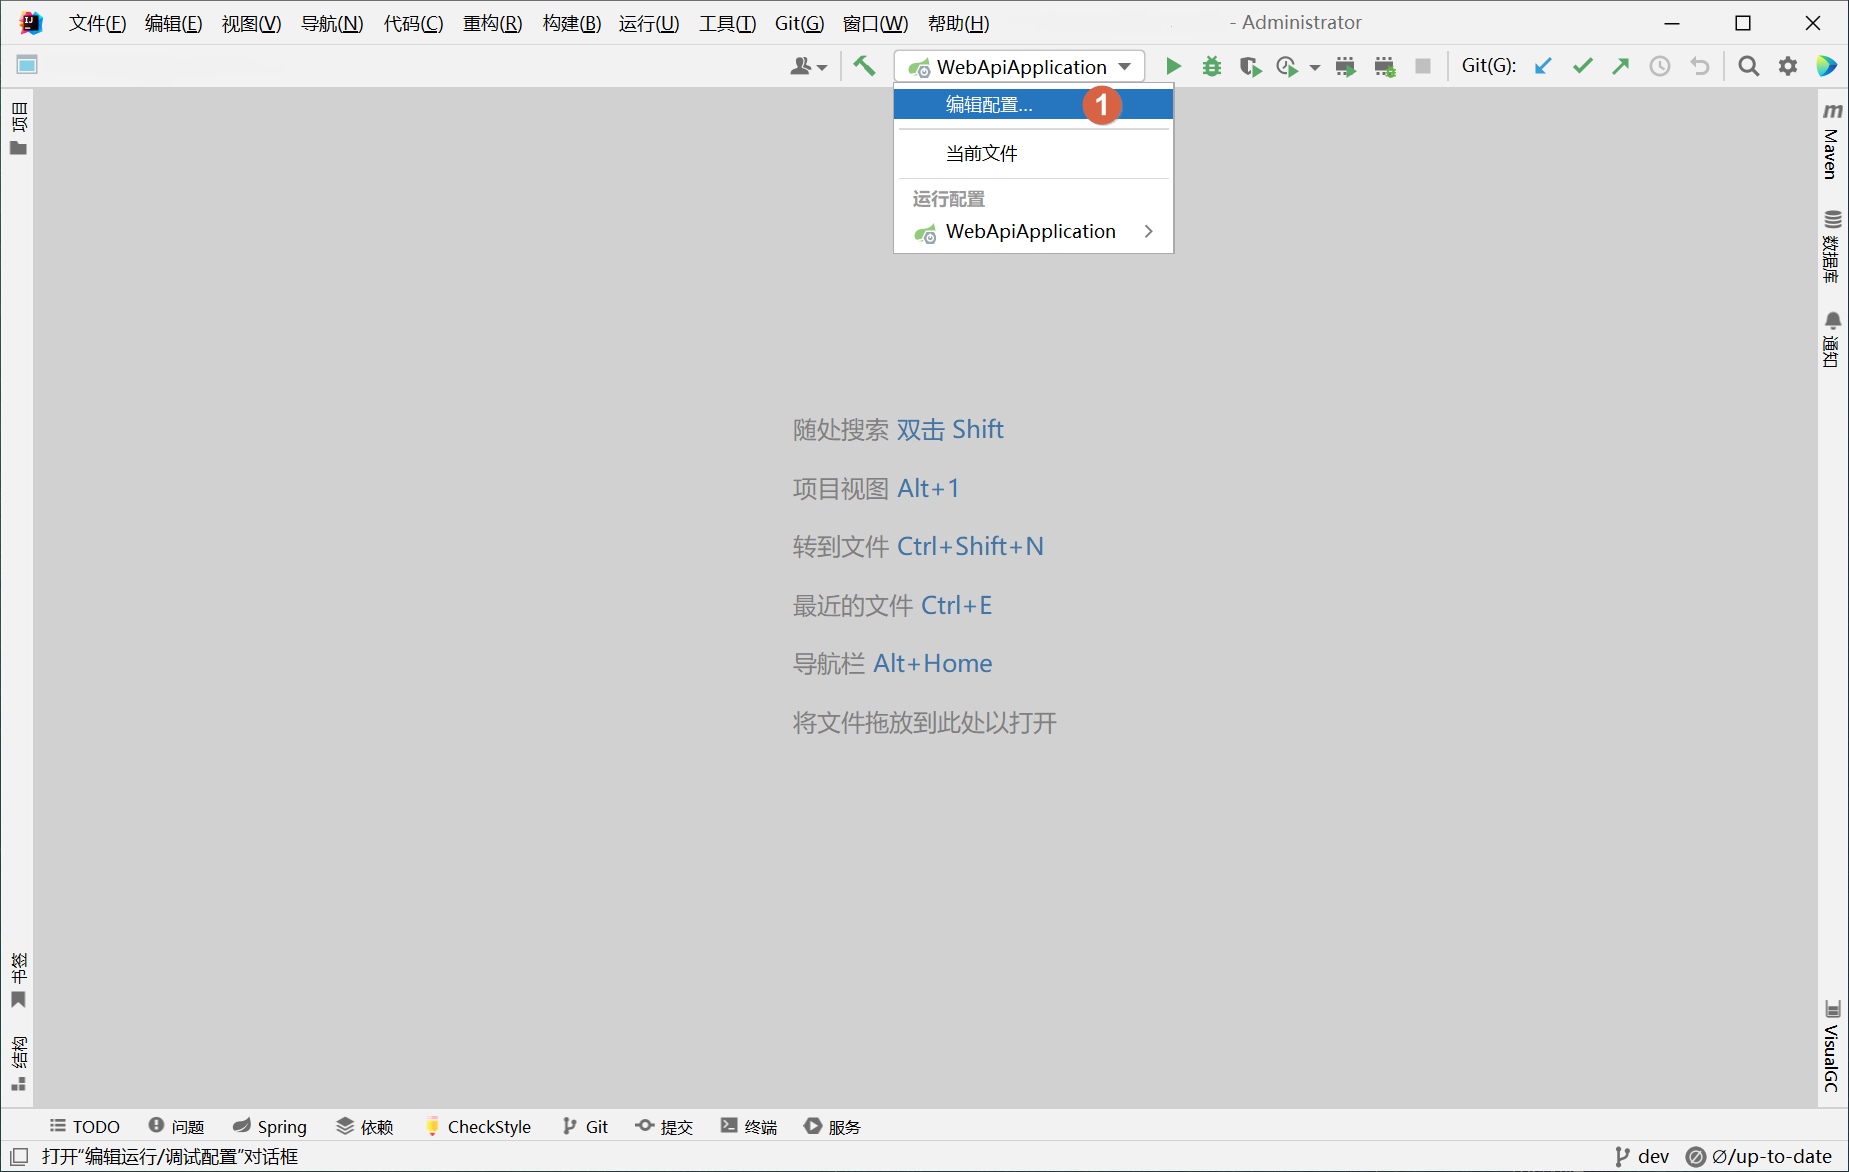 文件(F) 编辑(E) 视图(V) 导航(N) 代码(C) 重构(R) 构建(B) 运行(U) 工具(T) Git(G) 窗口(W) 帮助(H) - Administrator
WebApiApplication Git(G):
编辑配置... 1
当前文件
运行配置
WebApiApplication
项目
m Maven
数据库
通知
随处搜索 双击 Shift
项目视图 Alt+1
转到文件 Ctrl+Shift+N
最近的文件 Ctrl+E
导航栏 Alt+Home
将文件拖放到此处以打开
书签
结构
VisualGC
TODO 问题 Spring 依赖 CheckStyle Git 提交 终端 服务
打开“编辑运行/调试配置”对话框 dev ∅/up-to-date